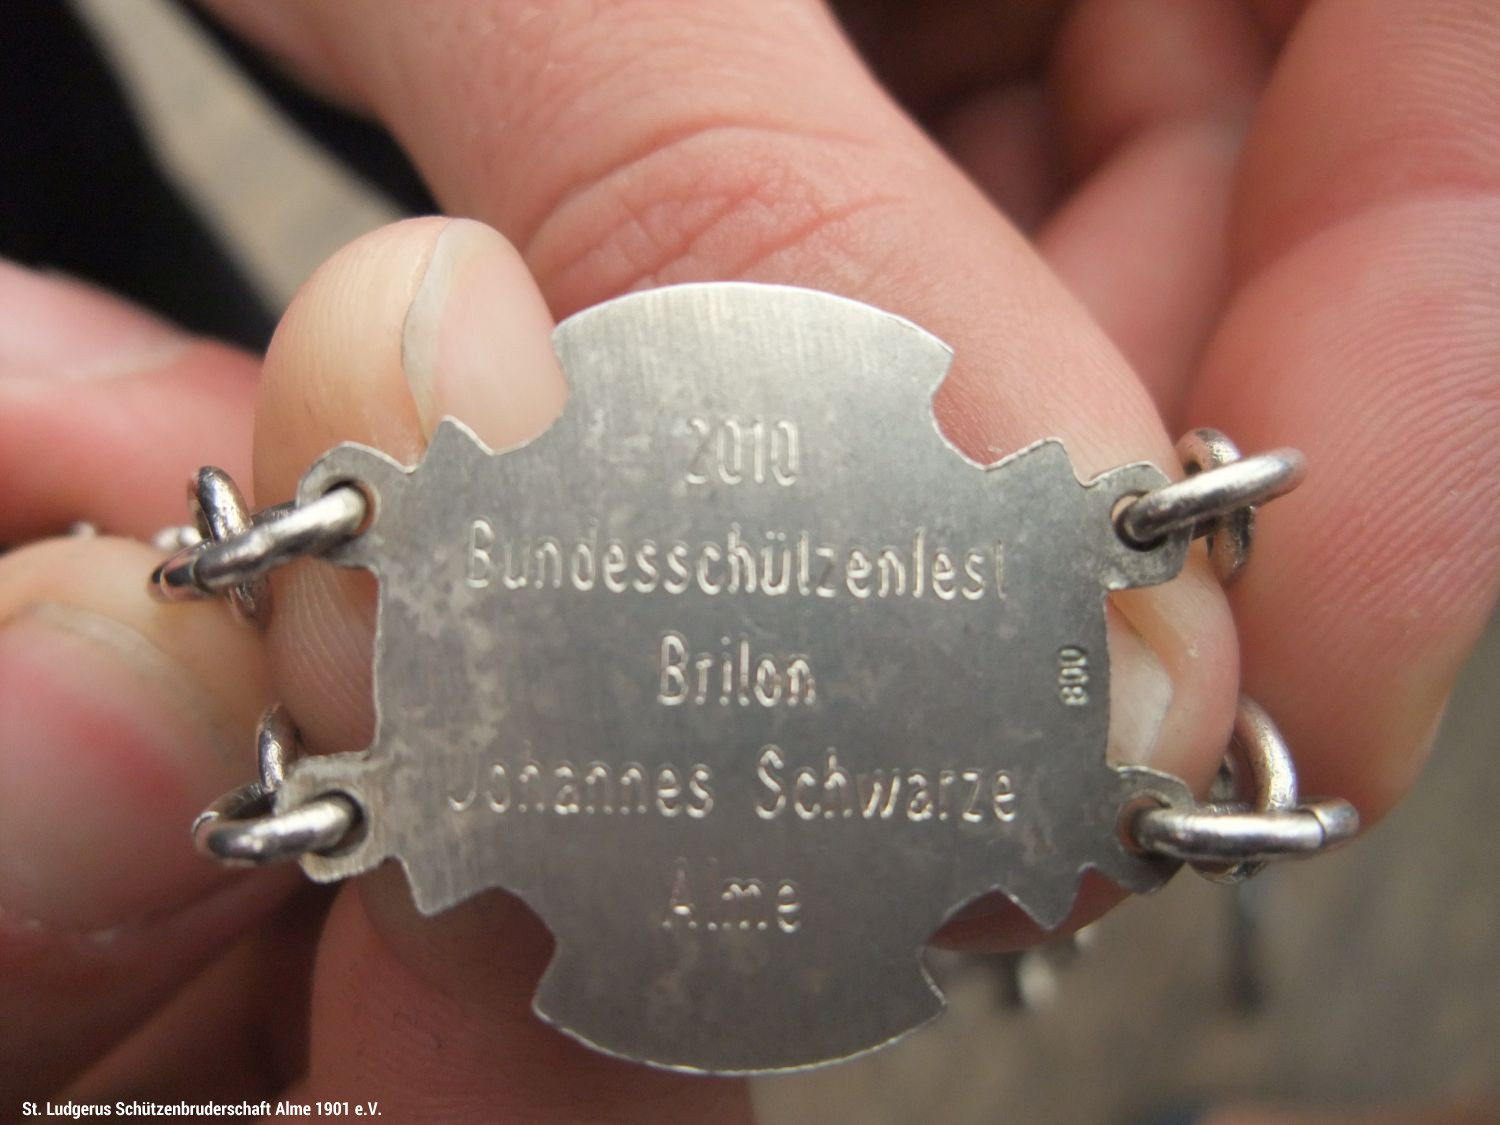 2010
Bundesschützenfest
Brilon
800
Johannes Schwarze
Alme
St. Ludgerus Schützenbruderschaft Alme 1901 e.V.